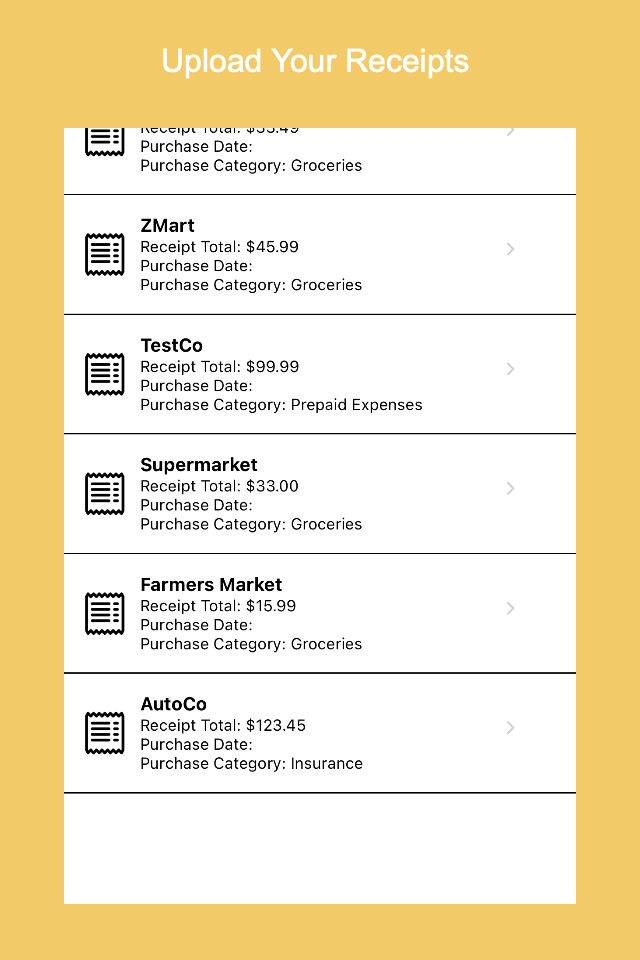 Upload Your Receipts
Receipt Total: $35.49
Purchase Date:
Purchase Category: Groceries
ZMart
Receipt Total: $45.99
Purchase Date:
Purchase Category: Groceries
TestCo
Receipt Total: $99.99
Purchase Date:
Purchase Category: Prepaid Expenses
Supermarket
Receipt Total: $33.00
Purchase Date:
Purchase Category: Groceries
Farmers Market
Receipt Total: $15.99
Purchase Date:
Purchase Category: Groceries
AutoCo
Receipt Total: $123.45
Purchase Date:
Purchase Category: Insurance